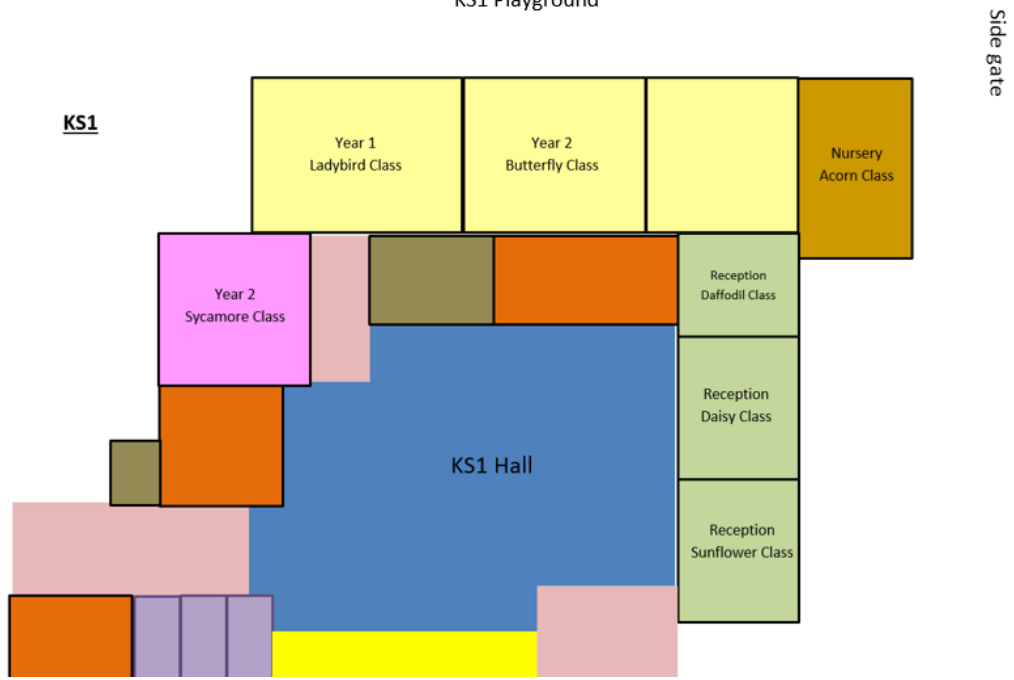 KS1 Playground
Side gate
KS1
Year 1
Ladybird Class
Year 2
Butterfly Class
Nursery
Acorn Class
Year 2
Sycamore Class
Reception
Daffodil Class
Reception
Daisy Class
KS1 Hall
Reception
Sunflower Class